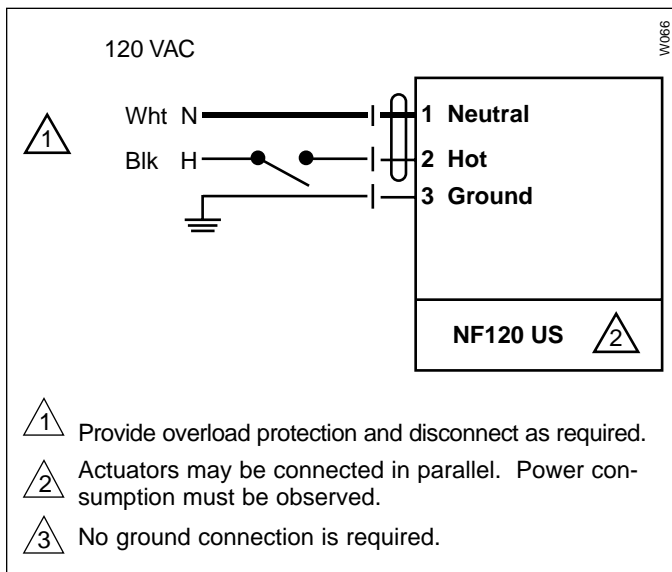 W066
120 VAC
1
Wht N
1 Neutral
Blk H
2 Hot
3 Ground
NF120 US
2
1 Provide overload protection and disconnect as required.
2 Actuators may be connected in parallel. Power con-
sumption must be observed.
3 No ground connection is required.